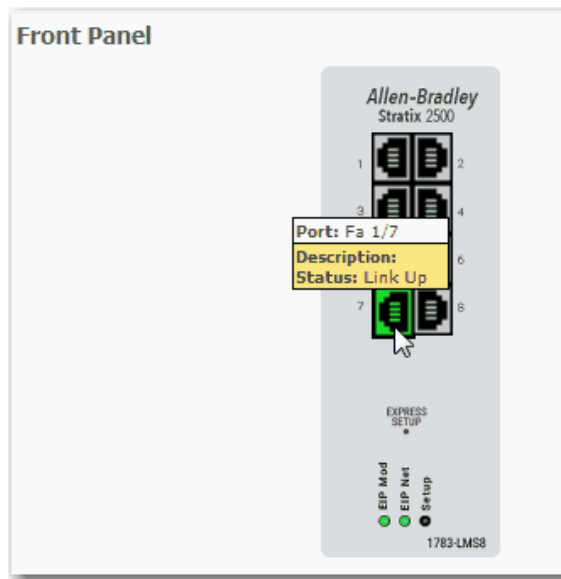 Front Panel
Allen-Bradley
Stratix 2500
1
2
3
4
Port: Fa 1/7
Description:
Status: Link Up
6
7
8
EXPRESS
SETUP
EIP Mod
EIP Net
Setup
1783-LMS8